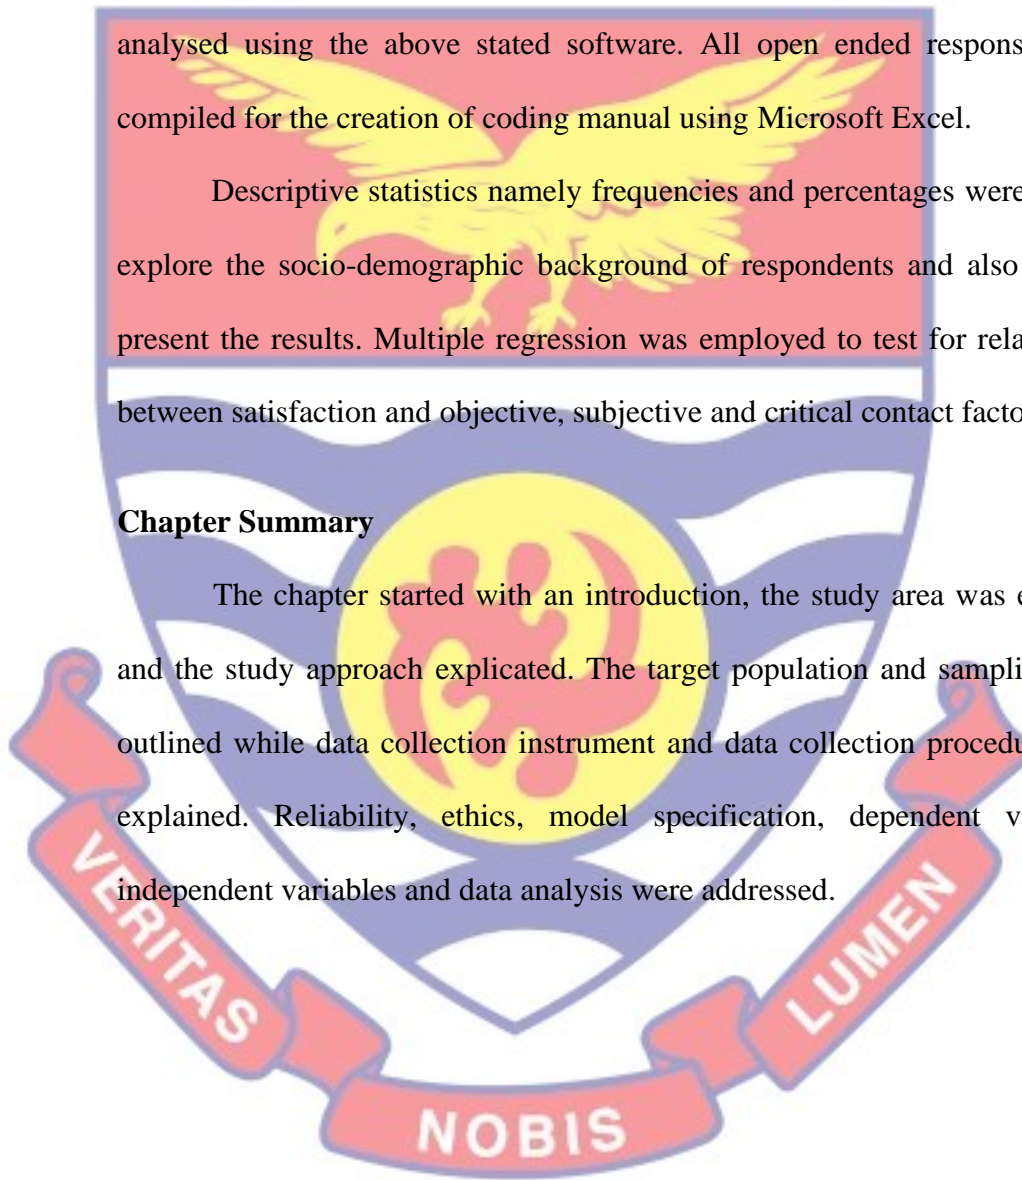 analysed using the above stated software. All open ended respons
compiled for the creation of coding manual using Microsoft Excel.
Descriptive statistics namely frequencies and percentages were
explore the socio-demographic background of respondents and also
present the results. Multiple regression was employed to test for rela
between satisfaction and objective, subjective and critical contact facto
Chapter Summary
The chapter started with an introduction, the study area was e
and the study approach explicated. The target population and sampli
outlined while data collection instrument and data collection procedu
explained. Reliability, ethics, model specification, dependent v
independent variables and data analysis were addressed.
VERITAS
NOBIS
LUMEN